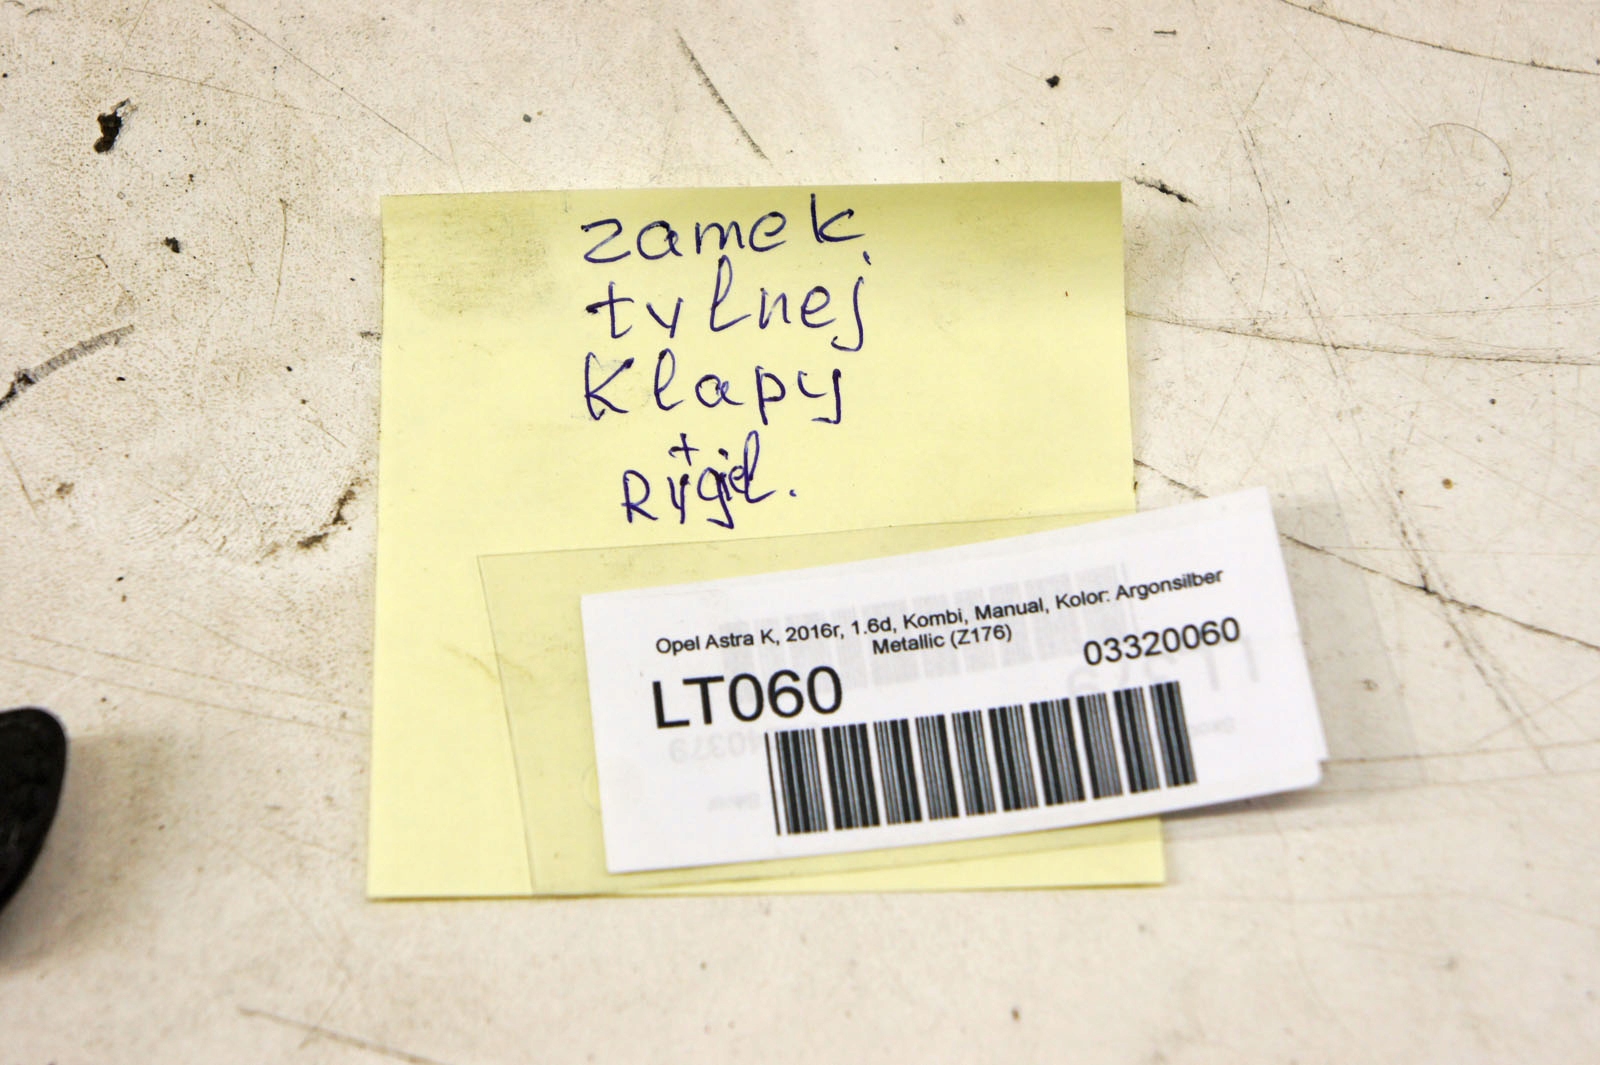 zamek
tylnej
Klapy
+
Rygiel.
Opel Astra K, 2016r, 1.6d, Kombi, Manual, Kolor: Argonsilber
Metallic (Z176)
LT060
03320060